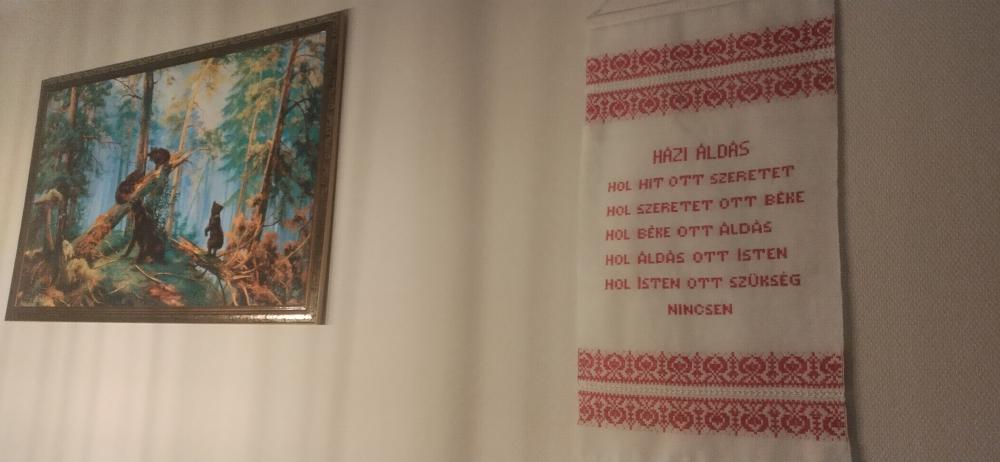 HÁZI ÁLDÁS
HOL HIT OTT SZERETET
HOL SZERETET OTT BÉKE
HOL BÉKE OTT ÁLDÁS
HOL ÁLDÁS OTT ISTEN
HOL ISTEN OTT SZÜKSÉG
NINCSEN